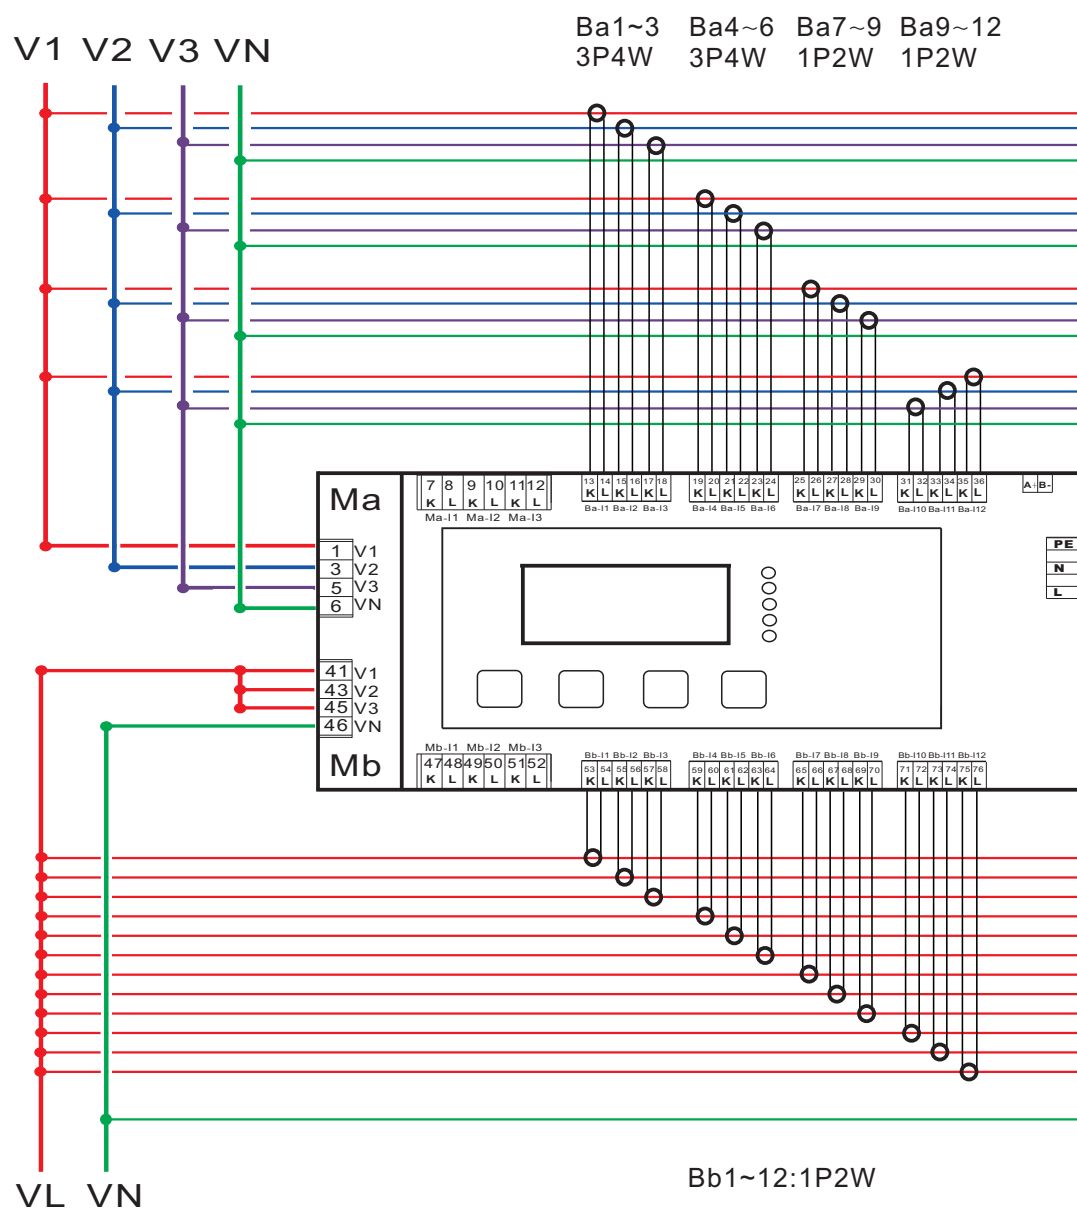 Ba1~3 Ba4~6 Ba7~9 Ba9~12
3P4W 3P4W 1P2W 1P2W
V1 V2 V3 VN
Ma
7 8 9 10 11 12
K L K L K L
Ma-I1 Ma-I2 Ma-I3
13 14 15 16 17 18
K L K L K L
Ba-I1 Ba-I2 Ba-I3
19 20 21 22 23 24
K L K L K L
Ba-I4 Ba-I5 Ba-I6
25 26 27 28 29 30
K L K L K L
Ba-I7 Ba-I8 Ba-I9
31 32 33 34 35 36
K L K L K L
Ba-I10 Ba-I11 Ba-I12
A+ B-
1 V1
3 V2
5 V3
6 VN
PE
N
L
41 V1
43 V2
45 V3
46 VN
Mb
Mb-I1 Mb-I2 Mb-I3
47 48 49 50 51 52
K L K L K L
Bb-I1 Bb-I2 Bb-I3
53 54 55 56 57 58
K L K L K L
Bb-I4 Bb-I5 Bb-I6
59 60 61 62 63 64
K L K L K L
Bb-I7 Bb-I8 Bb-I9
65 66 67 68 69 70
K L K L K L
Bb-I10 Bb-I11 Bb-I12
71 72 73 74 75 76
K L K L K L
Bb1~12:1P2W
VL VN